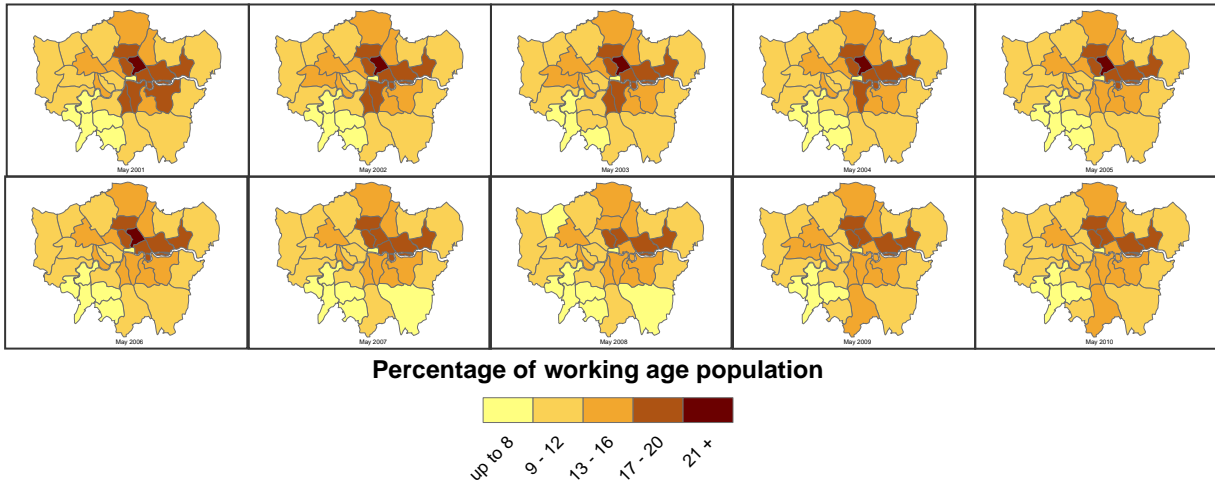 May 2001
May 2002
May 2003
May 2004
May 2005
May 2006
May 2007
May 2008
May 2009
May 2010
Percentage of working age population
up to 8
9 - 12
13 - 16
17 - 20
21 +